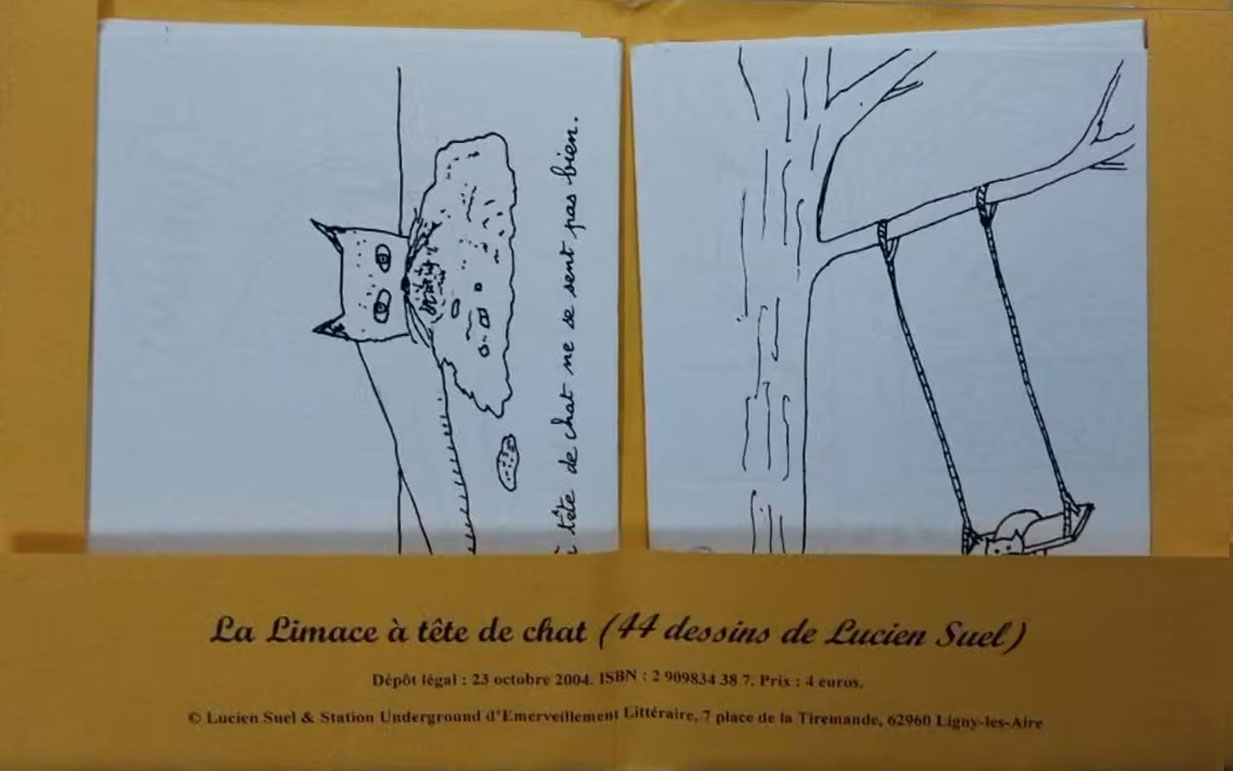 tête de chat ne se sent pas bien.
La Limace à tête de chat (44 dessins de Lucien Suel)
Dépôt légal : 23 octobre 2004. ISBN : 2 909834 38 7. Prix : 4 euros.
© Lucien Suel & Station Underground d'Emerveillement Littéraire, 7 place de la Tiremande, 62960 Ligny-les-Aire